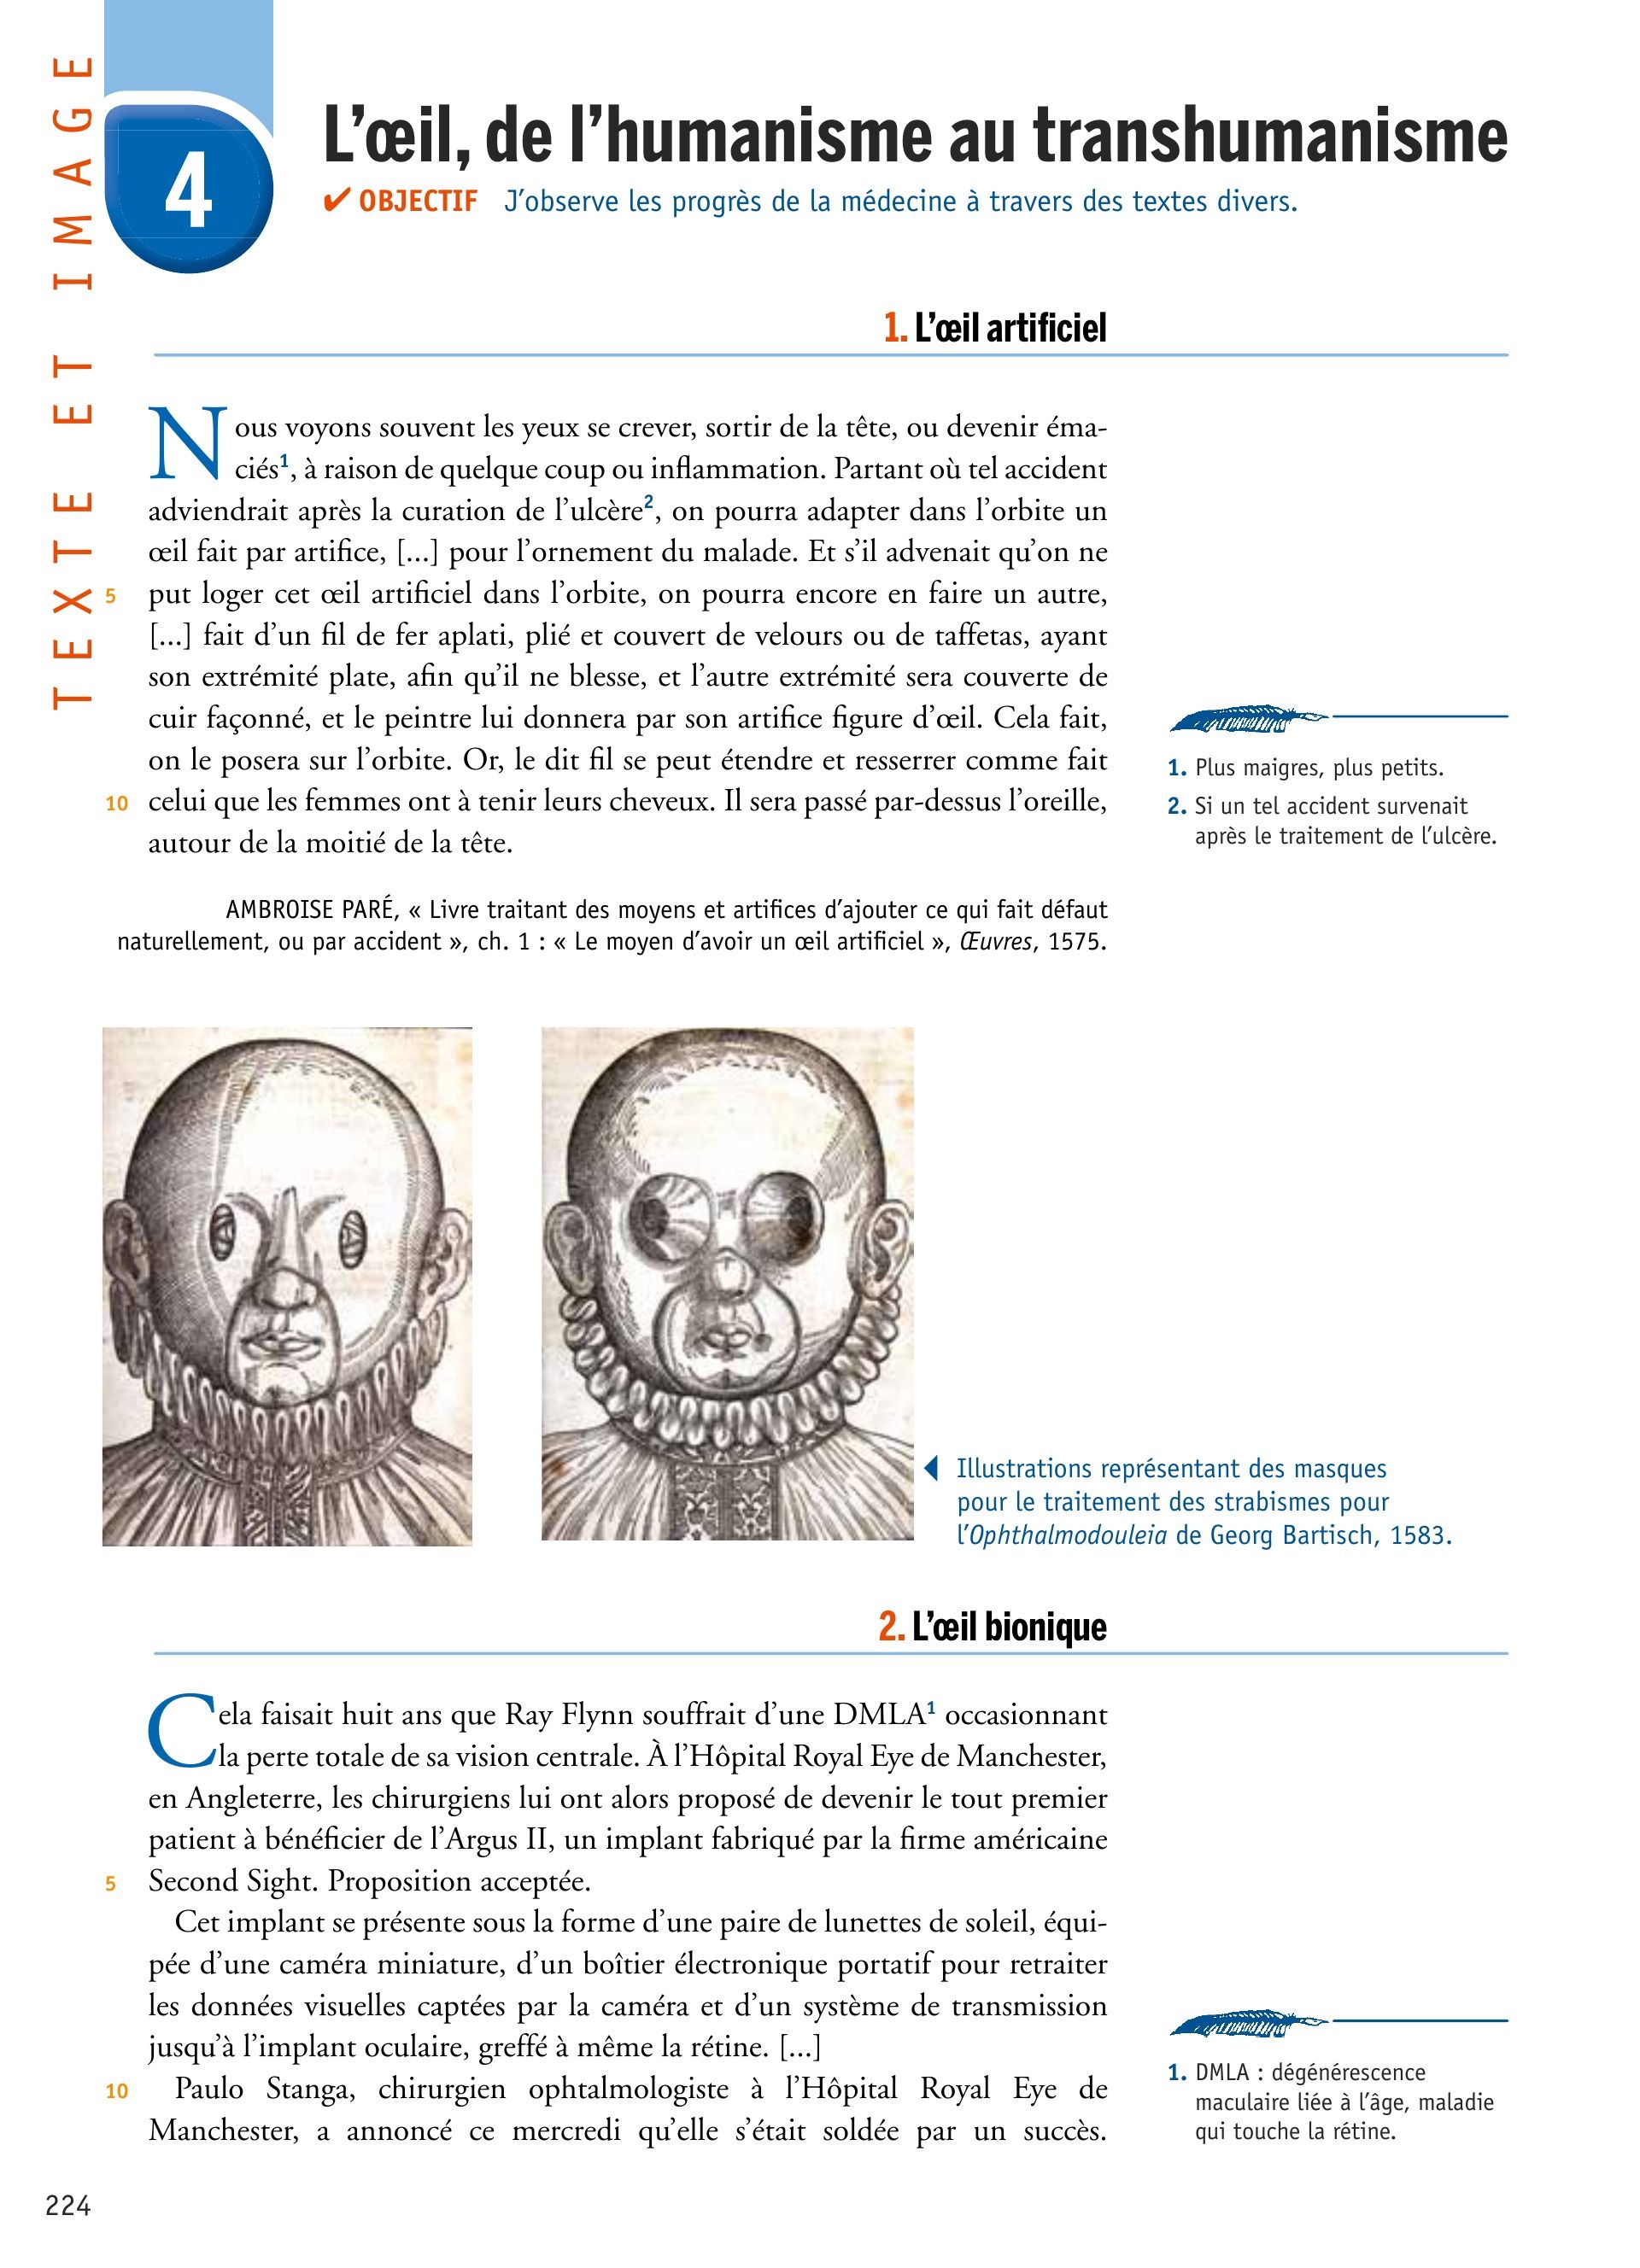 TEXTE ET IMAGE
4
L’œil, de l’humanisme au transhumanisme
✔ OBJECTIF J’observe les progrès de la médecine à travers des textes divers.
1. L’œil artificiel
Nous voyons souvent les yeux se crever, sortir de la tête, ou devenir éma-
ciés1, à raison de quelque coup ou inflammation. Partant où tel accident
adviendrait après la curation de l’ulcère2, on pourra adapter dans l’orbite un
œil fait par artifice, [...] pour l’ornement du malade. Et s’il advenait qu’on ne
5 put loger cet œil artificiel dans l’orbite, on pourra encore en faire un autre,
[...] fait d’un fil de fer aplati, plié et couvert de velours ou de taffetas, ayant
son extrémité plate, afin qu’il ne blesse, et l’autre extrémité sera couverte de
cuir façonné, et le peintre lui donnera par son artifice figure d’œil. Cela fait,
on le posera sur l’orbite. Or, le dit fil se peut étendre et resserrer comme fait
10 celui que les femmes ont à tenir leurs cheveux. Il sera passé par-dessus l’oreille,
autour de la moitié de la tête.
1. Plus maigres, plus petits.
2. Si un tel accident survenait
après le traitement de l’ulcère.
AMBROISE PARÉ, « Livre traitant des moyens et artifices d’ajouter ce qui fait défaut
naturellement, ou par accident », ch. 1 : « Le moyen d’avoir un œil artificiel », Œuvres, 1575.
Illustrations représentant des masques
pour le traitement des strabismes pour
l’Ophthalmodouleia de Georg Bartisch, 1583.
2. L’œil bionique
Cela faisait huit ans que Ray Flynn souffrait d’une DMLA1 occasionnant
la perte totale de sa vision centrale. À l’Hôpital Royal Eye de Manchester,
en Angleterre, les chirurgiens lui ont alors proposé de devenir le tout premier
patient à bénéficier de l’Argus II, un implant fabriqué par la firme américaine
5 Second Sight. Proposition acceptée.
Cet implant se présente sous la forme d’une paire de lunettes de soleil, équi-
pée d’une caméra miniature, d’un boîtier électronique portatif pour retraiter
les données visuelles captées par la caméra et d’un système de transmission
jusqu’à l’implant oculaire, greffé à même la rétine. [...]
10 Paulo Stanga, chirurgien ophtalmologiste à l’Hôpital Royal Eye de
Manchester, a annoncé ce mercredi qu’elle s’était soldée par un succès.
1. DMLA : dégénérescence
maculaire liée à l’âge, maladie
qui touche la rétine.
224